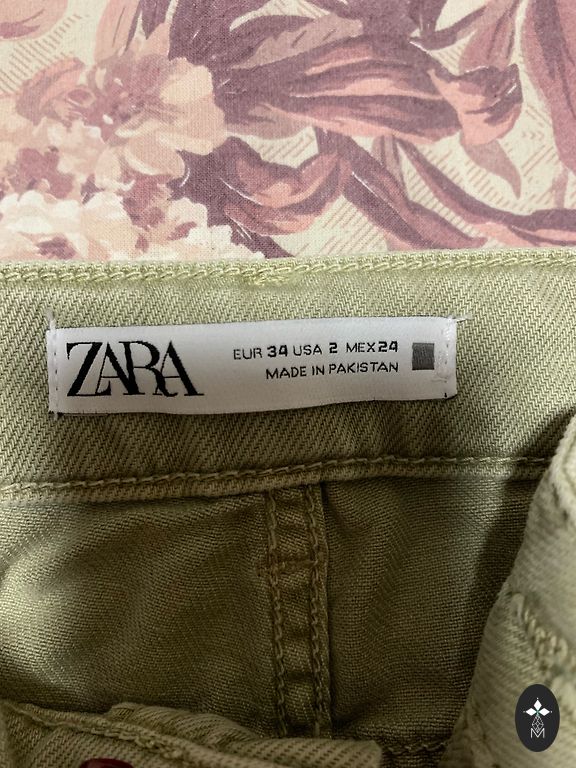 ZARA
EUR 34 USA 2 MEX 24
MADE IN PAKISTAN